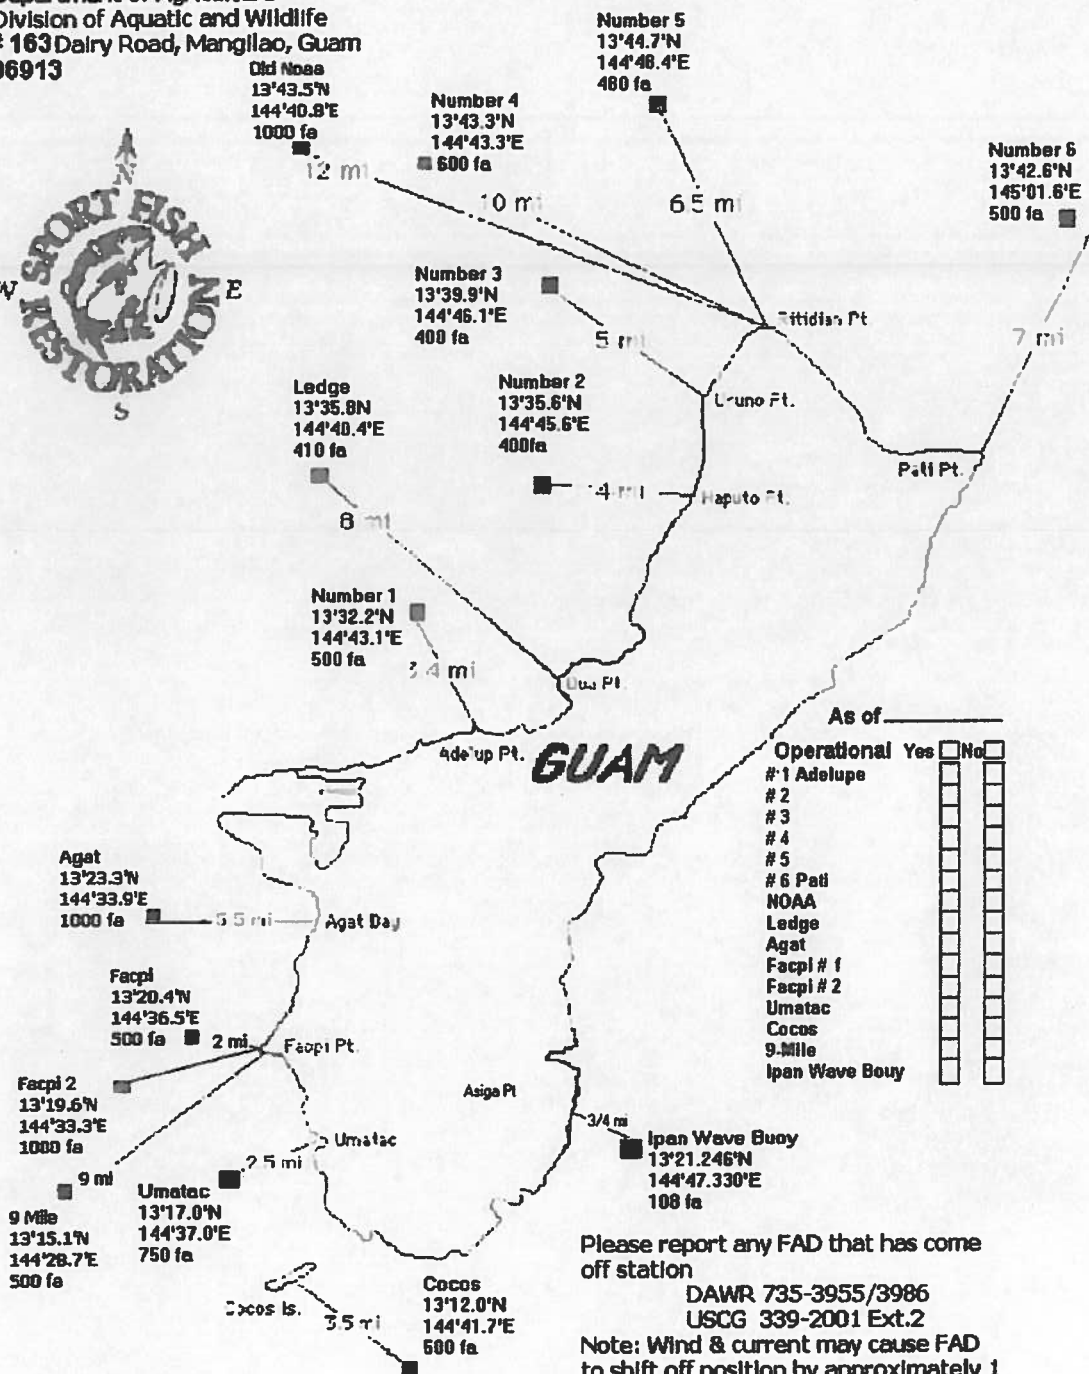 Division of Aquatic and Wildlife
# 163 Dairy Road, Mangilao, Guam
96913
Old Noaa
13'43.5'N
144'40.8'E
1000 fa
12 mi
Number 4
13'43.3'N
144'43.3'E
600 fa
10 mi
Number 5
13'44.7'N
144'48.4'E
480 fa
6.5 mi
Number 6
13'42.6'N
145'01.6'E
500 fa
7 mi
N
SPORT FISH
RESTORATION
W
E
S
Number 3
13'39.9'N
144'46.1'E
400 fa
5 mi
Ritidian Pt
Uruno Pt.
Ledge
13'35.8N
144'40.4'E
410 fa
8 mi
Number 2
13'35.6'N
144'45.6'E
400fa
4 mi
Haputo Pt.
Pati Pt.
Number 1
13'32.2'N
144'43.1'E
500 fa
3.4 mi
Pt.
Adelup Pt.
GUAM
As of
Operational Yes No
#1 Adelupe
#2
#3
#4
#5
#6 Pati
NOAA
Ledge
Agat
Facpi # 1
Facpi # 2
Umatac
Cocos
9-Mile
Ipan Wave Bouy
Agat
13'23.3'N
144'33.9'E
1000 fa
5.5 mi
Agat Bay
Facpi
13'20.4'N
144'36.5'E
500 fa
2 mi
Facpi Pt.
Facpi 2
13'19.6'N
144'33.3'E
1000 fa
Asiga Pt
3/4 mi
Ipan Wave Buoy
13'21.246'N
144'47.330'E
108 fa
Umatac
2.5 mi
9 mi
9 Mile
13'15.1'N
144'28.7'E
500 fa
Umatac
13'17.0'N
144'37.0'E
750 fa
Cocos Is.
3.5 mi
Cocos
13'12.0'N
144'41.7'E
600 fa
Please report any FAD that has come
off station
DAWR 735-3955/3986
USCG 339-2001 Ext.2
Note: Wind & current may cause FAD
to shift off position by approximately 1